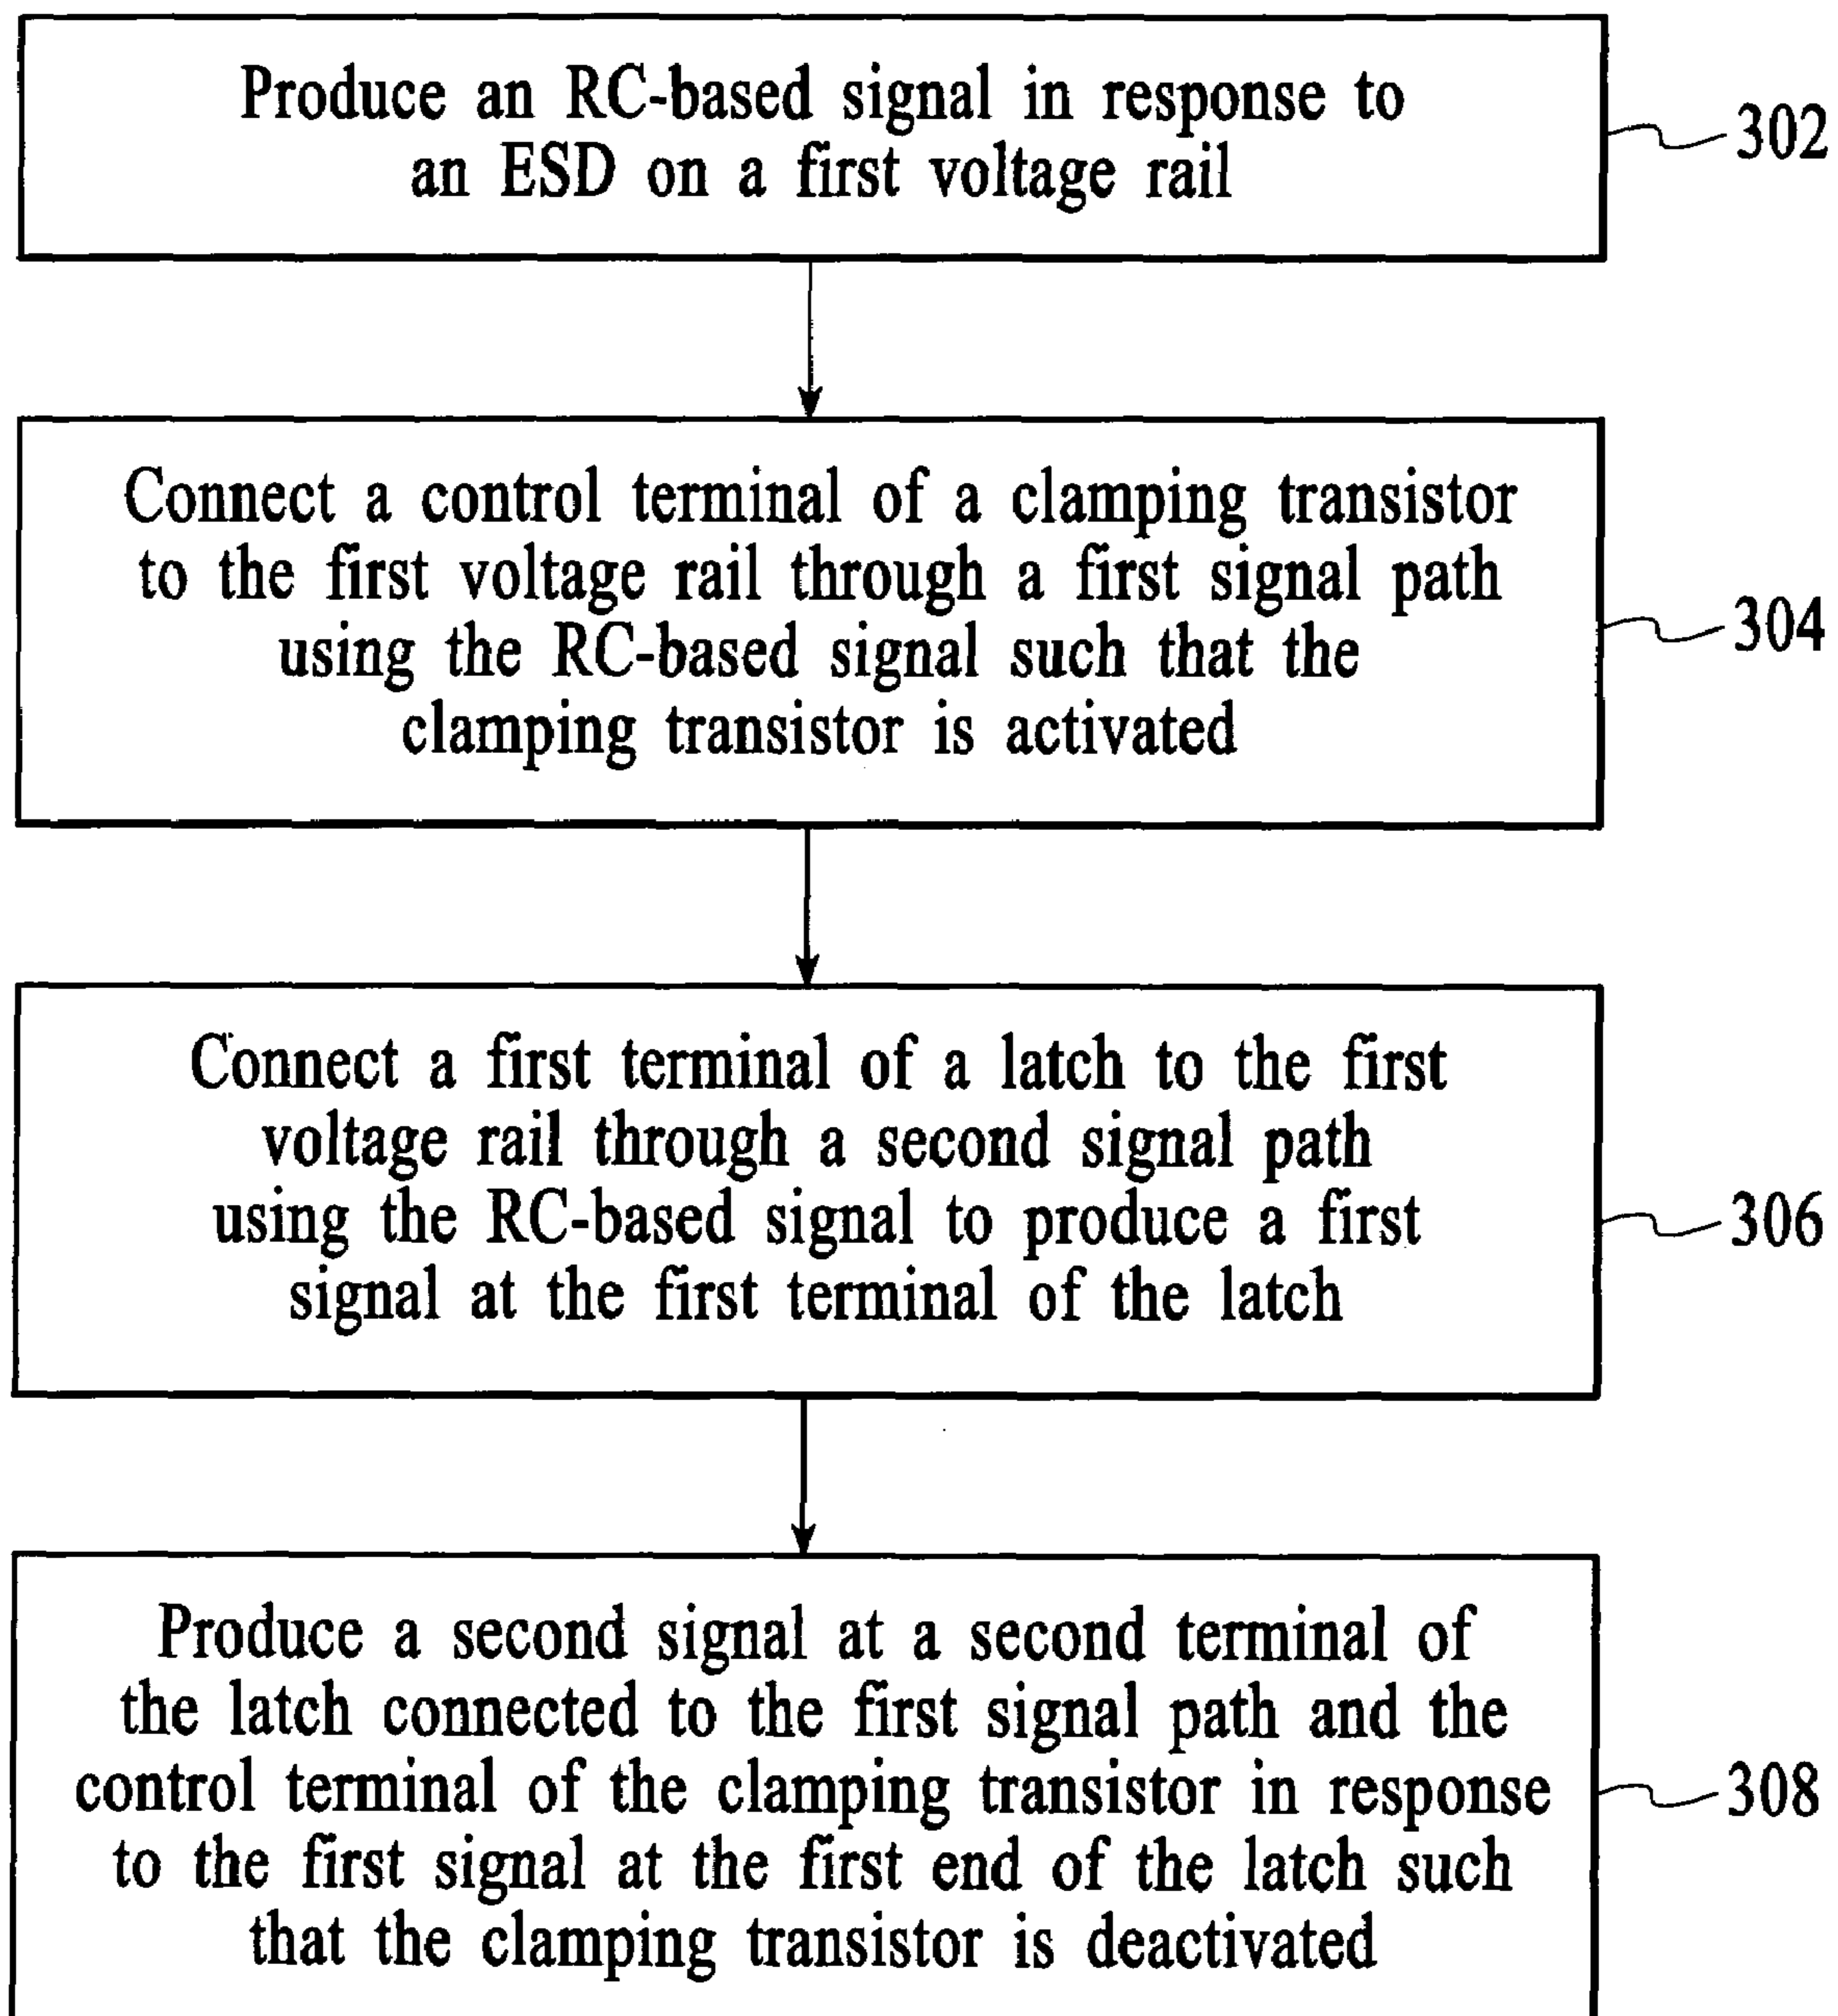 Produce an RC-based signal in response to
an ESD on a first voltage rail
302
Connect a control terminal of a clamping transistor
to the first voltage rail through a first signal path
using the RC-based signal such that the
clamping transistor is activated
304
Connect a first terminal of a latch to the first
voltage rail through a second signal path
using the RC-based signal to produce a first
signal at the first terminal of the latch
306
Produce a second signal at a second terminal of
the latch connected to the first signal path and the
control terminal of the clamping transistor in response
to the first signal at the first end of the latch such
that the clamping transistor is deactivated
308